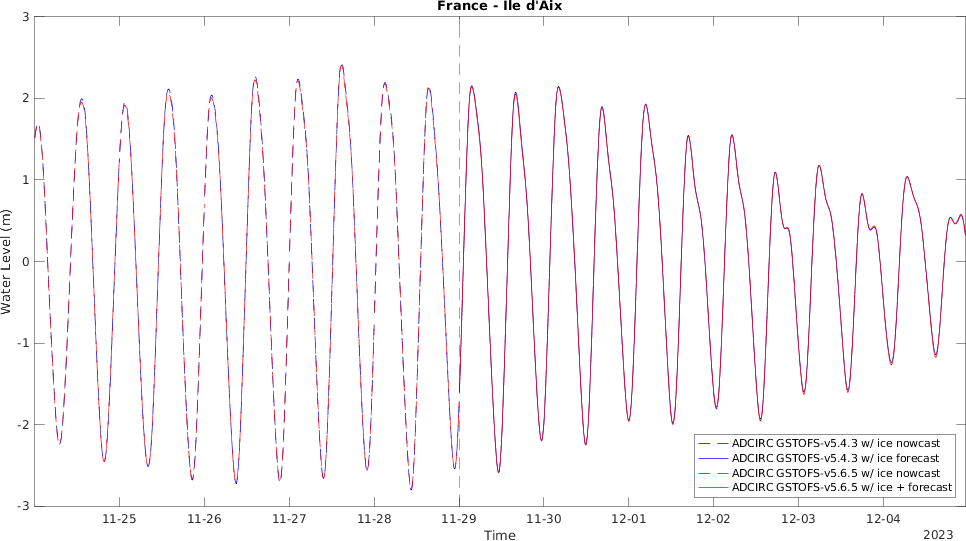 France - Ile d'Aix
3
2
1
0
-1
-2
-3
Water Level (m)
11-25 11-26 11-27 11-28 11-29 11-30 12-01 12-02 12-03 12-04
Time
2023
ADCIRC GSTOFS-v5.4.3 w/ ice nowcast
ADCIRC GSTOFS-v5.4.3 w/ ice forecast
ADCIRC GSTOFS-v5.6.5 w/ ice nowcast
ADCIRC GSTOFS-v5.6.5 w/ ice + forecast